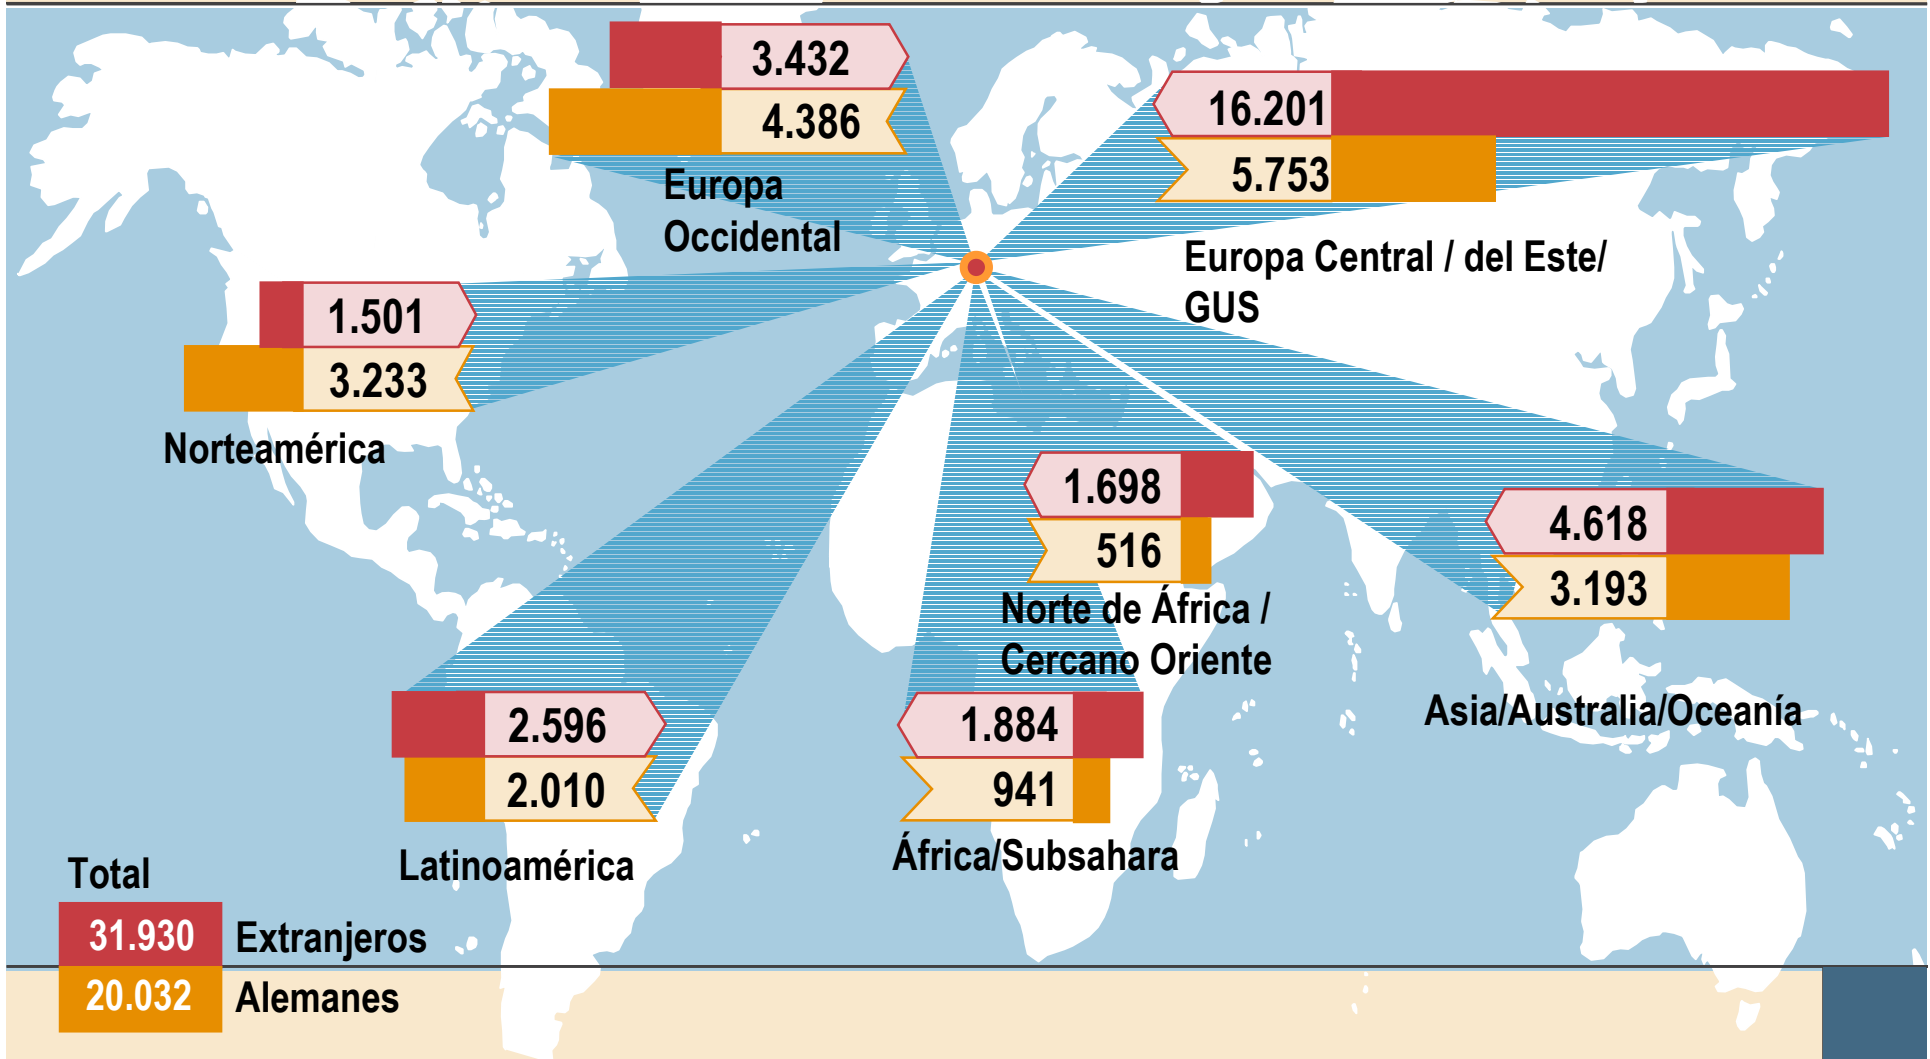 3.432
4.386
Europa
Occidental
16.201
5.753
Europa Central / del Este/
GUS
1.501
3.233
Norteamérica
1.698
516
Norte de África /
Cercano Oriente
4.618
3.193
Asia/Australia/Oceanía
2.596
2.010
Latinoamérica
1.884
941
África/Subsahara
Total
31.930 Extranjeros
20.032 Alemanes